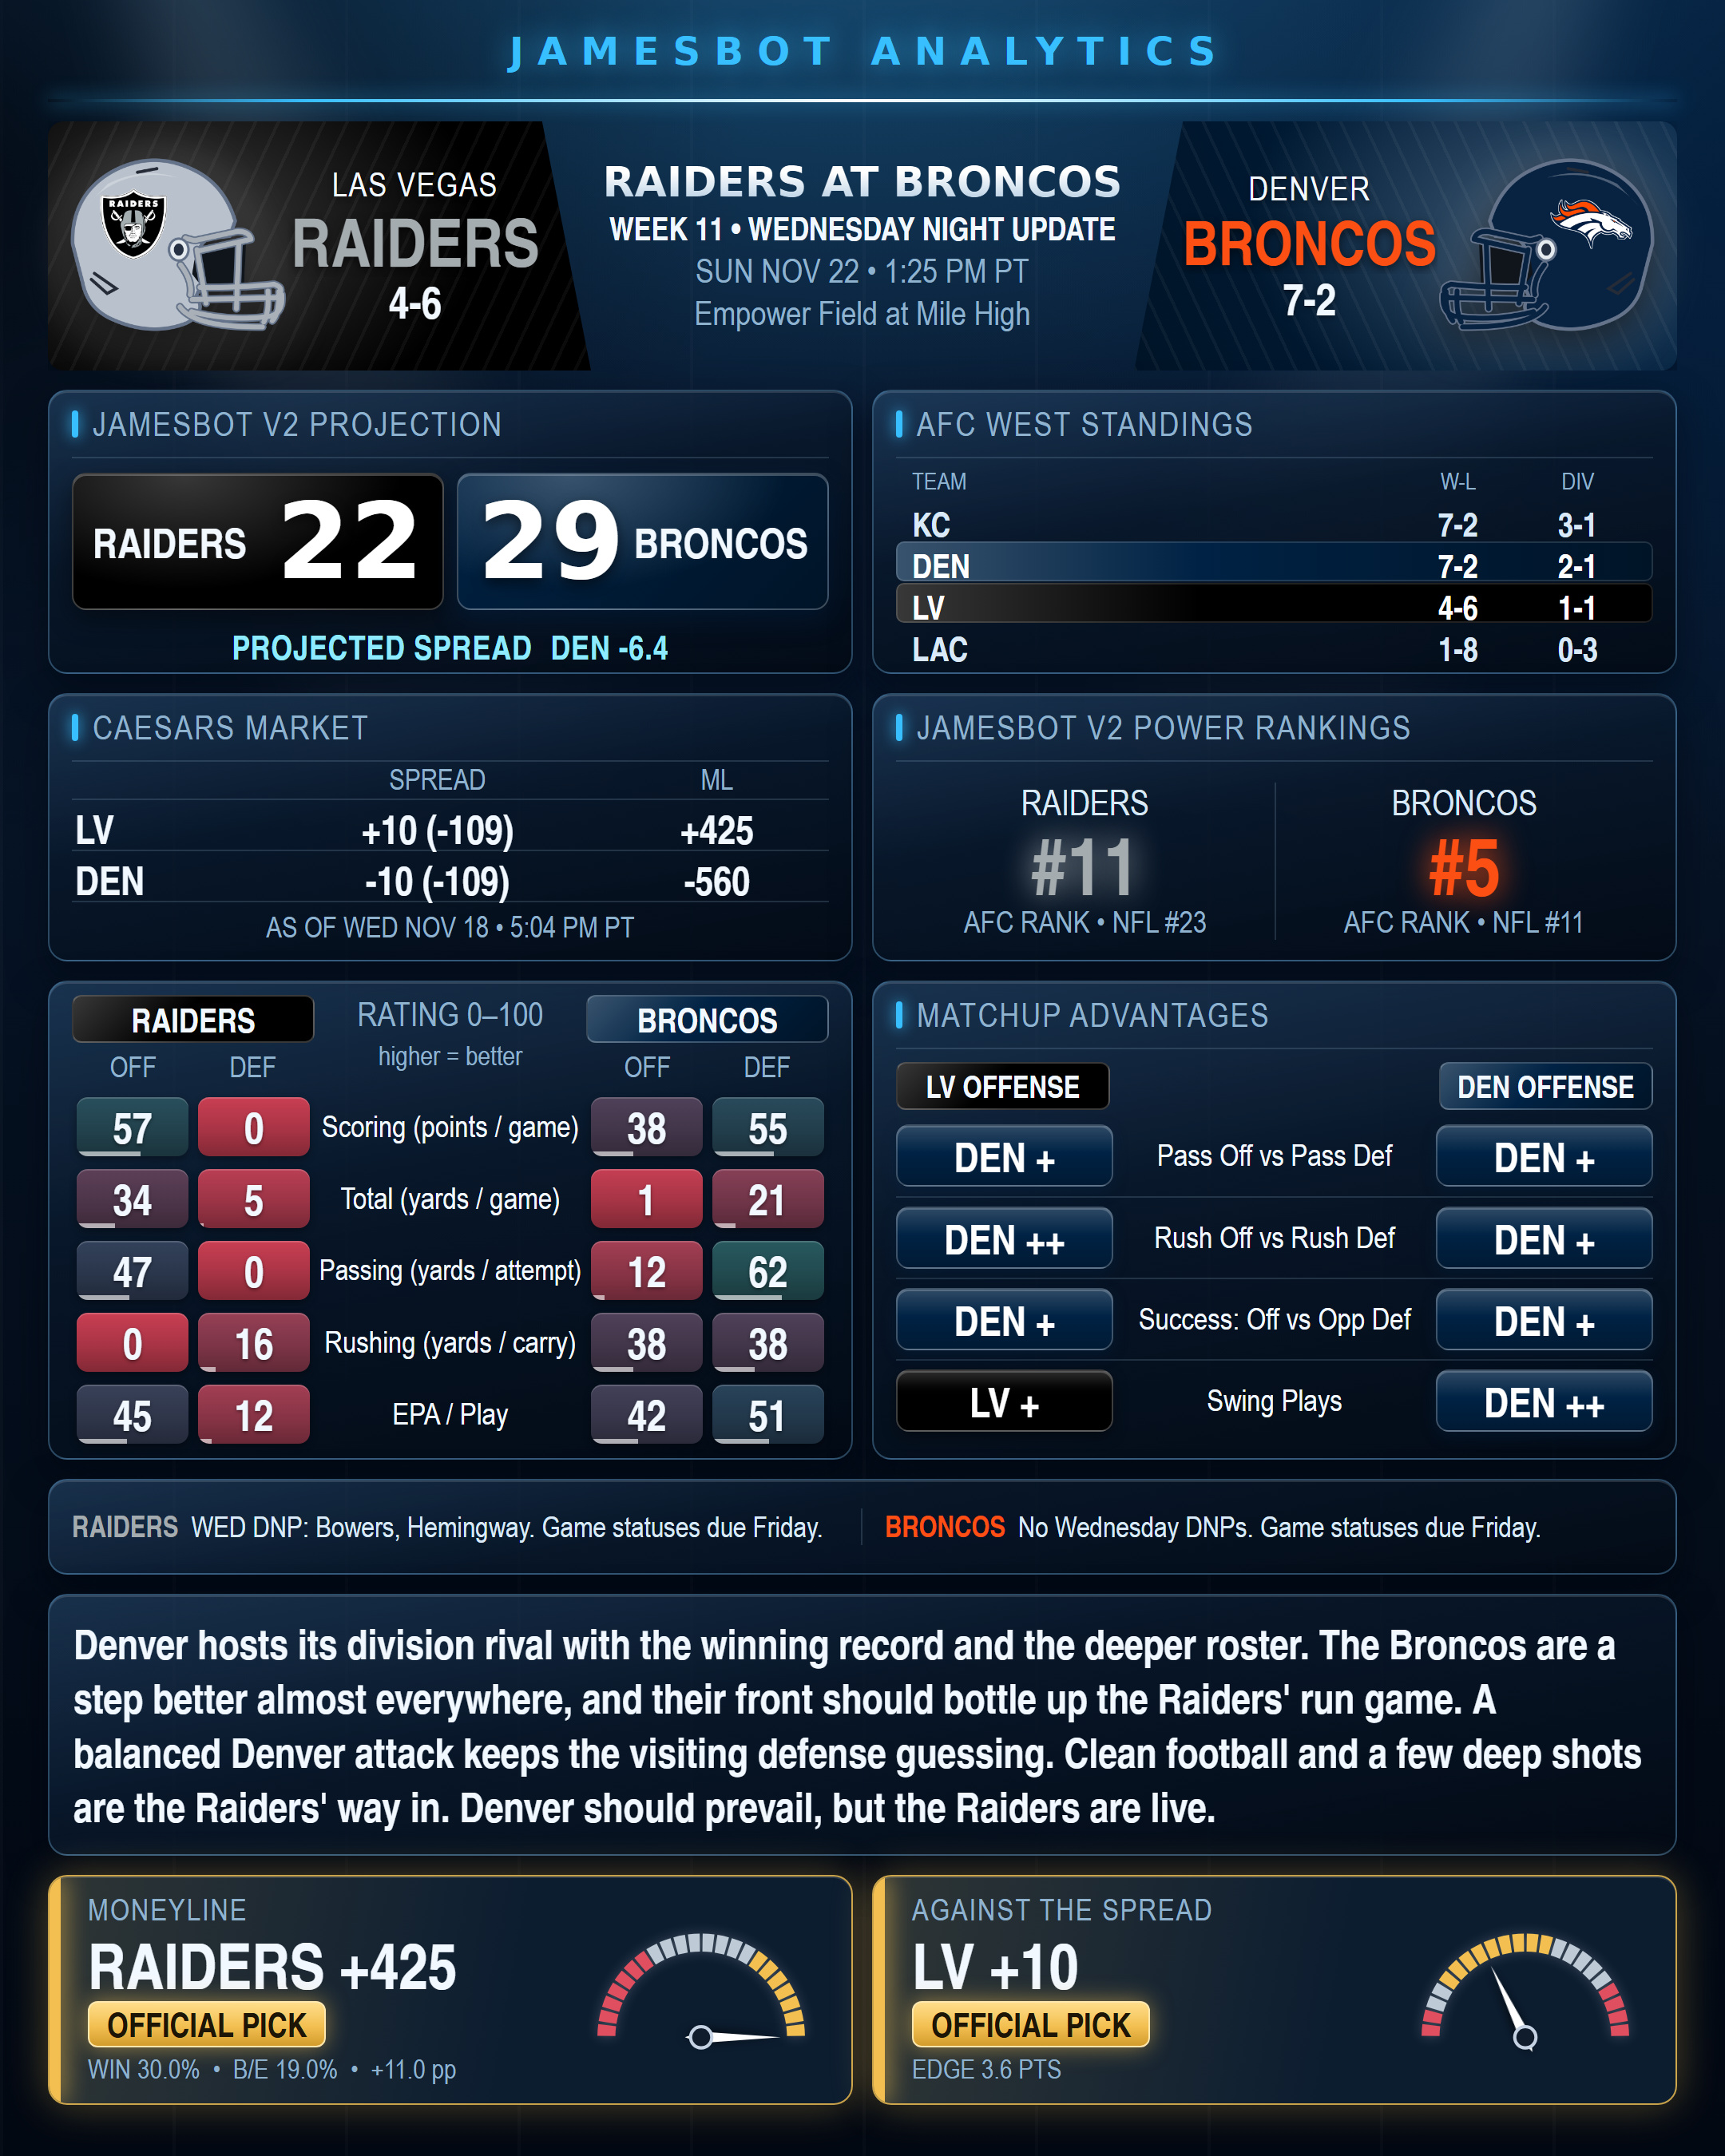 JAMESBOT ANALYTICS
RAIDERS
LAS VEGAS
RAIDERS
4-6
RAIDERS AT BRONCOS
WEEK 11 • WEDNESDAY NIGHT UPDATE
SUN NOV 22 • 1:25 PM PT
Empower Field at Mile High
DENVER
BRONCOS
7-2
JAMESBOT V2 PROJECTION
RAIDERS 22
29 BRONCOS
PROJECTED SPREAD DEN -6.4
AFC WEST STANDINGS
TEAM W-L DIV
KC 7-2 3-1
DEN 7-2 2-1
LV 4-6 1-1
LAC 1-8 0-3
CAESARS MARKET
SPREAD ML
LV +10 (-109) +425
DEN -10 (-109) -560
AS OF WED NOV 18 • 5:04 PM PT
JAMESBOT V2 POWER RANKINGS
RAIDERS
#11
AFC RANK • NFL #23
BRONCOS
#5
AFC RANK • NFL #11
RAIDERS RATING 0–100 BRONCOS
higher = better
OFF DEF OFF DEF
57 0 Scoring (points / game) 38 55
34 5 Total (yards / game) 1 21
47 0 Passing (yards / attempt) 12 62
0 16 Rushing (yards / carry) 38 38
45 12 EPA / Play 42 51
MATCHUP ADVANTAGES
LV OFFENSE DEN OFFENSE
DEN + Pass Off vs Pass Def DEN +
DEN ++ Rush Off vs Rush Def DEN +
DEN + Success: Off vs Opp Def DEN +
LV + Swing Plays DEN ++
RAIDERS WED DNP: Bowers, Hemingway. Game statuses due Friday.
BRONCOS No Wednesday DNPs. Game statuses due Friday.
Denver hosts its division rival with the winning record and the deeper roster. The Broncos are a
step better almost everywhere, and their front should bottle up the Raiders' run game. A
balanced Denver attack keeps the visiting defense guessing. Clean football and a few deep shots
are the Raiders' way in. Denver should prevail, but the Raiders are live.
MONEYLINE
RAIDERS +425
OFFICIAL PICK
WIN 30.0% • B/E 19.0% • +11.0 pp
AGAINST THE SPREAD
LV +10
OFFICIAL PICK
EDGE 3.6 PTS